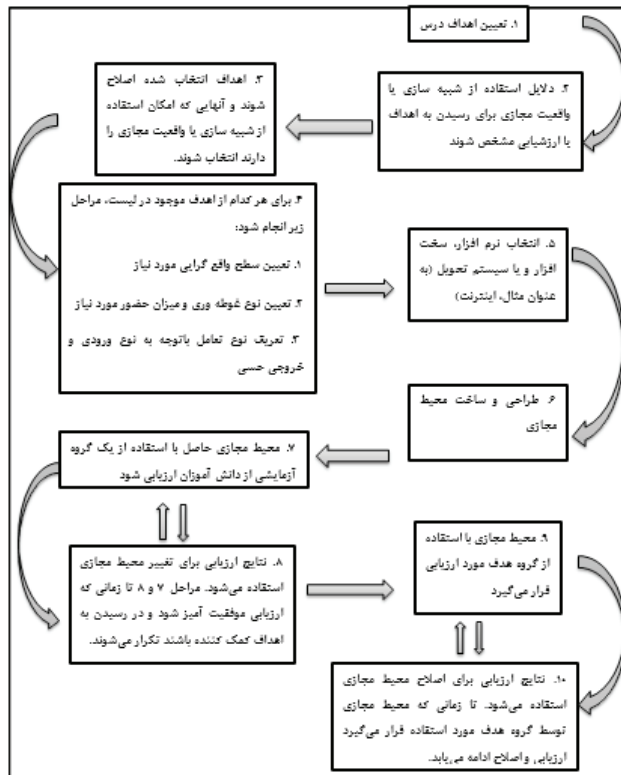 ۱. تعیین اهداف درس
۲. دلایل استفاده از شبیه سازی یا
واقعیت مجازی برای رسیدن به اهداف
یا ارزشیابی مشخص شوند
۳. اهداف انتخاب شده اصلاح
شوند و آنهایی که امکان استفاده
از شبیه سازی یا واقعیت مجازی را
دارند انتخاب شوند.
۴. برای هر کدام از اهدف موجود در لیست، مراحل
زیر انجام شود:
۱. تعیین سطح واقع گرایی مورد نیاز
۲. تعیین نوع غوطه وری و میزان حضور مورد نیاز
۳. تعریف نوع تعامل باتوجه به نوع ورودی و
خروجی حسی
۵. انتخاب نرم افزار، سخت
افزار و یا سیستم تحویل (به
عنوان مثال، اینترنت)
۶. طراحی و ساخت محیط
مجازی
۷. محیط مجازی حاصل با استفاده از یک گروه
آزمایشی از دانش آموزان ارزیابی شود
۸. نتایج ارزیابی برای تغییر محیط مجازی
استفاده می‌شود. مراحل ۷ و ۸ تا زمانی که
ارزیابی موفقیت آمیز شود و در رسیدن به
اهداف کمک کننده باشند تکرار می‌شوند.
۹. محیط مجازی با استفاده
از گروه هدف مورد ارزیابی
قرار می‌گیرد
۱۰. نتایج ارزیابی برای اصلاح محیط مجازی
استفاده می‌شود. تا زمانی که محیط مجازی
توسط گروه هدف مورد استفاده قرار می‌گیرد
ارزیابی و اصلاح ادامه می‌یابد.